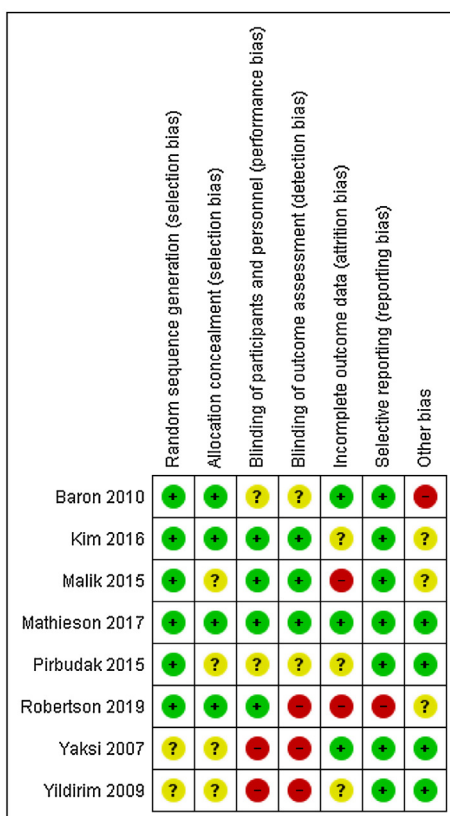 Random sequence generation (selection bias)
Allocation concealment (selection bias)
Blinding of participants and personnel (performance bias)
Blinding of outcome assessment (detection bias)
Incomplete outcome data (attrition bias)
Selective reporting (reporting bias)
Other bias
Baron 2010 + + ? ? + + -
Kim 2016 + + + + ? + ?
Malik 2015 + ? + + - + ?
Mathieson 2017 + + + + + + +
Pirbudak 2015 + ? ? ? ? + +
Robertson 2019 + + + - - - ?
Yaksi 2007 ? ? - - + + +
Yildirim 2009 ? ? - - ? + +